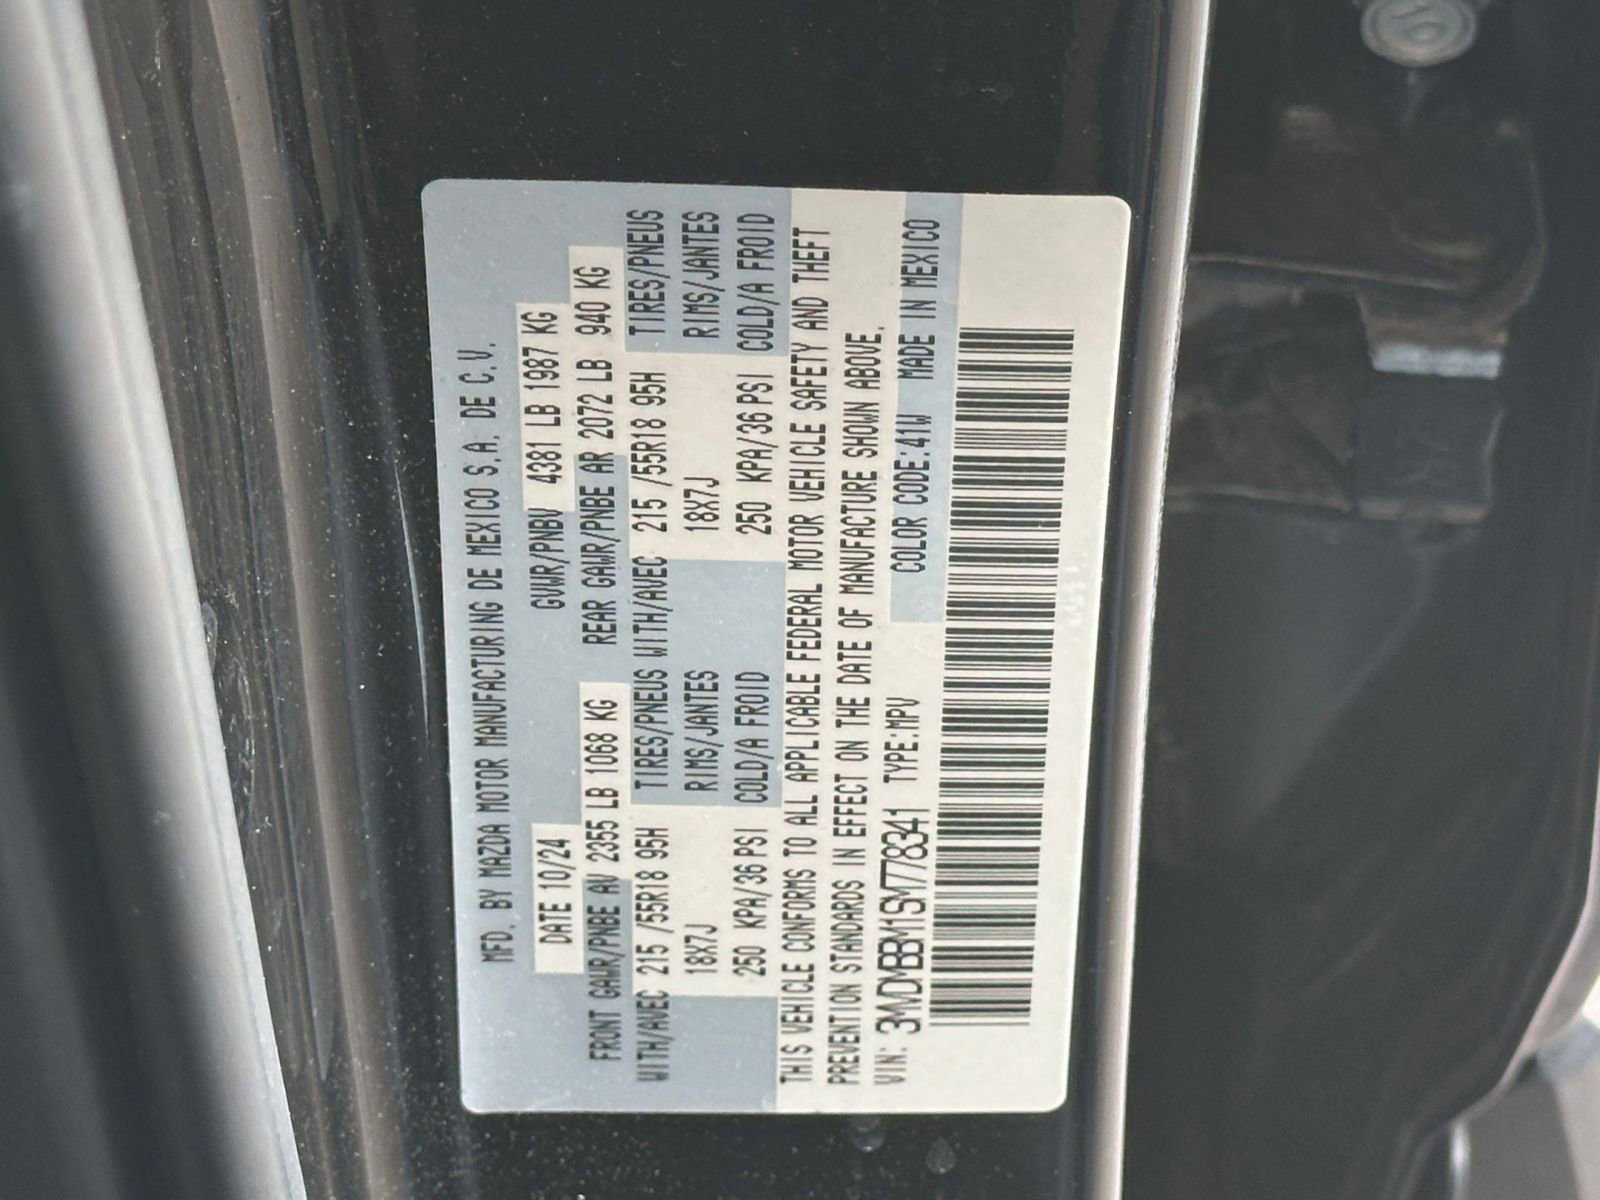 MFD. BY MAZDA MOTOR MANUFACTURING DE MEXICO S.A. DE C.V.
DATE 10/24 GVWR/PNBV 4381 LB 1987 KG
FRONT GAWR/PNBE AV 2355 LB 1068 KG REAR GAWR/PNBE AR 2072 LB 940 KG
WITH/AVEC 215 /55R18 95H TIRES/PNEUS WITH/AVEC 215 /55R18 95H TIRES/PNEUS
18X7J RIMS/JANTES 18X7J RIMS/JANTES
250 KPA/36 PSI COLD/A FROID 250 KPA/36 PSI COLD/A FROID
THIS VEHICLE CONFORMS TO ALL APPLICABLE FEDERAL MOTOR VEHICLE SAFETY AND THEFT
PREVENTION STANDARDS IN EFFECT ON THE DATE OF MANUFACTURE SHOWN ABOVE.
VIN: 3MVDMBBM1SM778341 TYPE:MPV COLOR CODE:41W MADE IN MEXICO